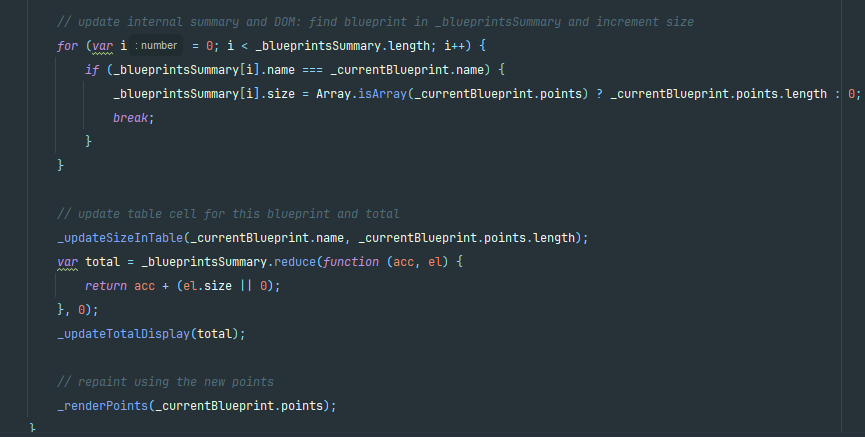 // update internal summary and DOM: find blueprint in _blueprintsSummary and increment size
for (var i : number = 0; i < _blueprintsSummary.length; i++) {
if (_blueprintsSummary[i].name === _currentBlueprint.name) {
_blueprintsSummary[i].size = Array.isArray(_currentBlueprint.points) ? _currentBlueprint.points.length : 0;
break;
}
}
// update table cell for this blueprint and total
_updateSizeInTable(_currentBlueprint.name, _currentBlueprint.points.length);
var total = _blueprintsSummary.reduce(function (acc, el) {
return acc + (el.size || 0);
}, 0);
_updateTotalDisplay(total);
// repaint using the new points
_renderPoints(_currentBlueprint.points);
}